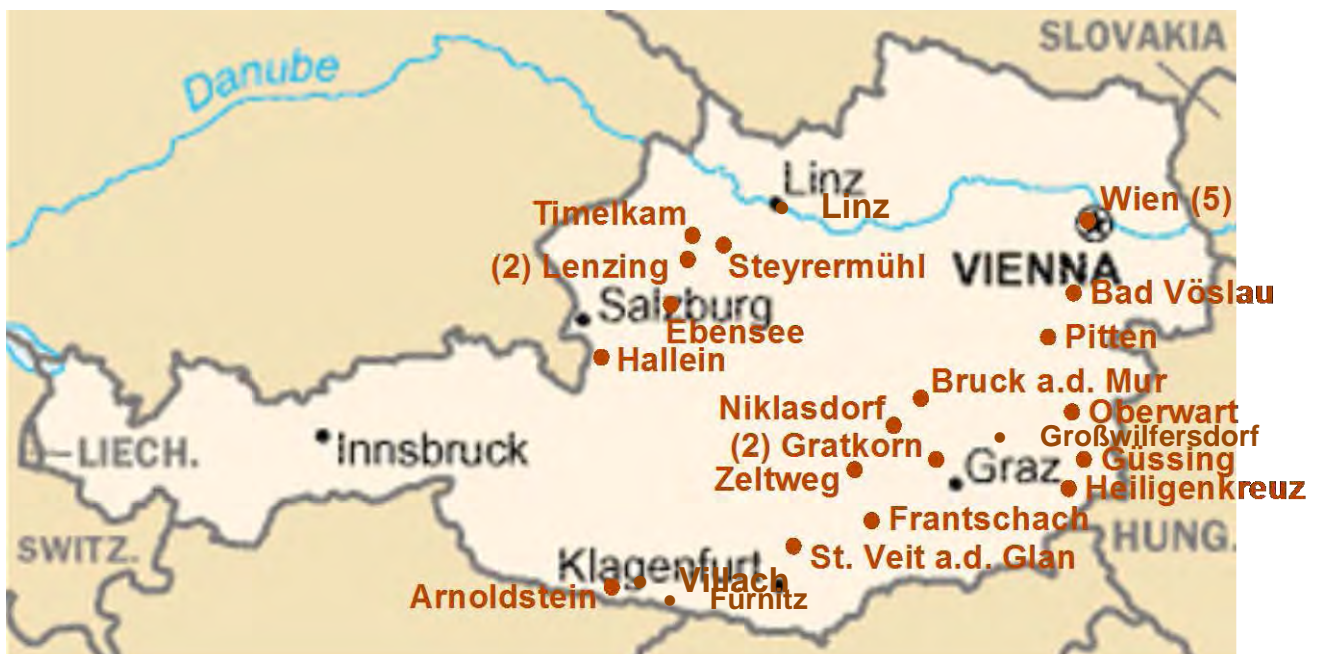 SLOVAKIA
Danube
Linz
Wien (5)
Linz
Timelkam
(2) Lenzing
Steyrermühl
VIENNA
Bad Vöslau
Salzburg
Ebensee
Pitten
Hallein
Bruck a.d. Mur
Niklasdorf
Oberwart
Großwilfersdorf
(2) Gratkorn
Innsbruck
LIECH.
Güssing
Graz
Zeltweg
Heiligenkreuz
Frantschach
HUNG.
SWITZ.
St. Veit a.d. Glan
Klagenfurt
Villach
Arnoldstein
Fürnitz